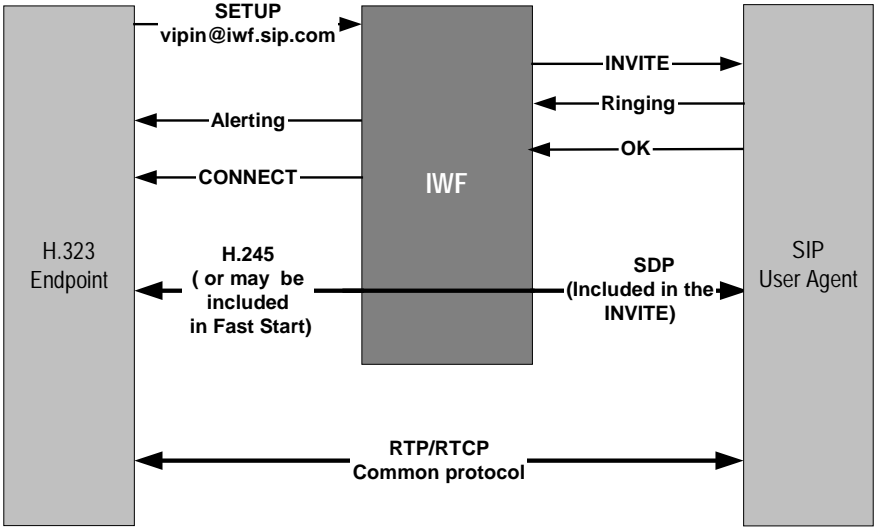 SETUP
vipin@iwf.sip.com
INVITE
Ringing
Alerting
OK
CONNECT
IWF
H.323
Endpoint
H.245
( or may be
included
in Fast Start)
SDP
(Included in the
INVITE)
SIP
User Agent
RTP/RTCP
Common protocol